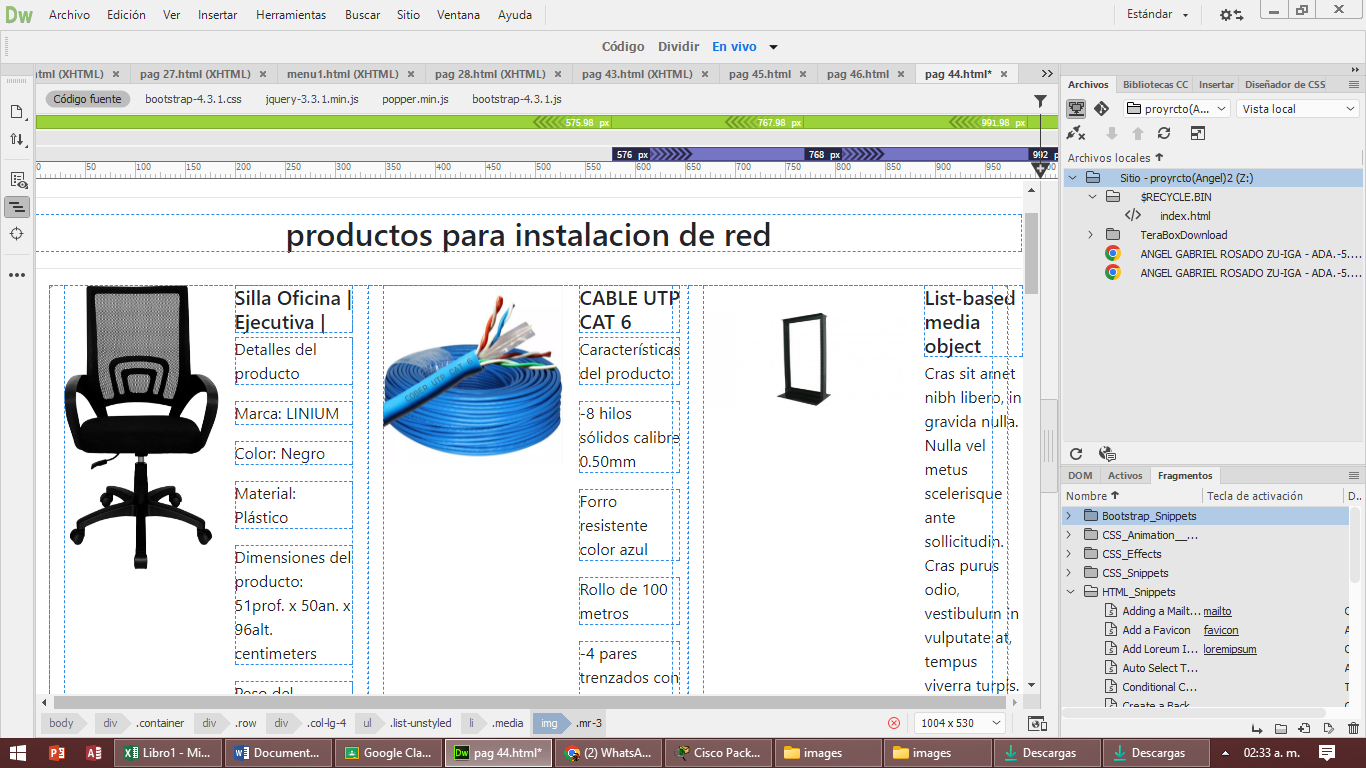 Dw Archivo Edición Ver Insertar Herramientas Buscar Sitio Ventana Ayuda Estándar
Código Dividir En vivo
html (XHTML) pag 27.html (XHTML) menu1.html (XHTML) pag 28.html (XHTML) pag 43.html (XHTML) pag 45.html pag 46.html pag 44.html*
Código fuente bootstrap-4.3.1.css jquery-3.3.1.min.js popper.min.js bootstrap-4.3.1.js
575.98 px 767.98 px 991.98 px
576 px 768 px 992 p
0 50 100 150 200 250 300 350 400 450 500 550 600 650 700 750 800 850 900 950
productos para instalacion de red
Silla Oficina |
Ejecutiva |
Detalles del
producto
Marca: LINIUM
Color: Negro
Material:
Plástico
Dimensiones del
producto:
51prof. x 50an. x
96alt.
centimeters
Peso del
CABLE UTP
CAT 6
Características
del producto
-8 hilos
sólidos calibre
0.50mm
Forro
resistente
color azul
Rollo de 100
metros
-4 pares
trenzados con
List-based
media
object
Cras sit amet
nibh libero, in
gravida nulla.
Nulla vel
metus
scelerisque
ante
sollicitudin.
Cras purus
odio,
vestibulum in
vulputate at,
tempus
viverra turpis.
body div .container div .row div .col-lg-4 ul .list-unstyled li .media img .mr-3 1004 x 530
Archivos Bibliotecas CC Insertar Diseñador de CSS
proyrcto(A... Vista local
Archivos locales
Sitio - proyrcto(Angel)2 (Z:)
$RECYCLE.BIN
index.html
TeraBoxDownload
ANGEL GABRIEL ROSADO ZU-IGA - ADA.-5....
ANGEL GABRIEL ROSADO ZU-IGA - ADA.-5....
DOM Activos Fragmentos
Nombre Tecla de activación D..
Bootstrap_Snippets
CSS_Animation__...
CSS_Effects
CSS_Snippets
HTML_Snippets
Adding a Mailt... mailto
Add a Favicon favicon
Add Loreum I... loremipsum
Auto Select T...
Conditional C...
Create a Back
Libro1 - Mi... Document... Google Cla... pag 44.html* (2) WhatsA... Cisco Pack... images images Descargas Descargas 02:33 a. m.